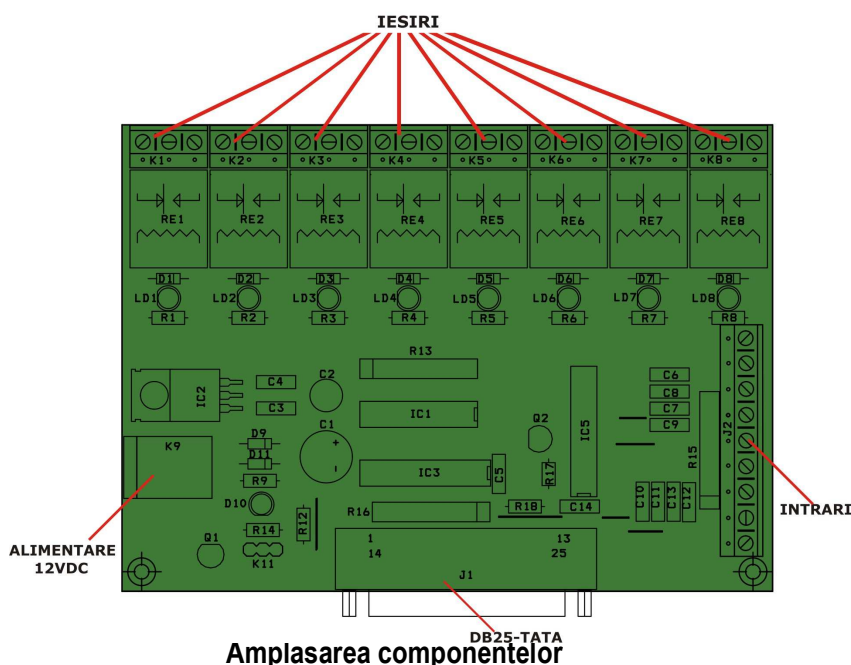 IESIRI
K1 K2 K3 K4 K5 K6 K7 K8
RE1 RE2 RE3 RE4 RE5 RE6 RE7 RE8
D1 D2 D3 D4 D5 D6 D7 D8
LD1 LD2 LD3 LD4 LD5 LD6 LD7 LD8
R1 R2 R3 R4 R5 R6 R7 R8
R13
C6
C4 C2
C8
IC2
C3
C7
IC1
Q2
IC5
C9
J2
C1
D9
K9
+
D11
-
IC3
C5
R17
R15
R9
D10
R16
R18
C14
C10 C11 C13 C12
INTRARI
R14
R12
Q1
K11
1 13
14 25
J1
ALIMENTARE
12VDC
DB25-TATA
Amplasarea componentelor